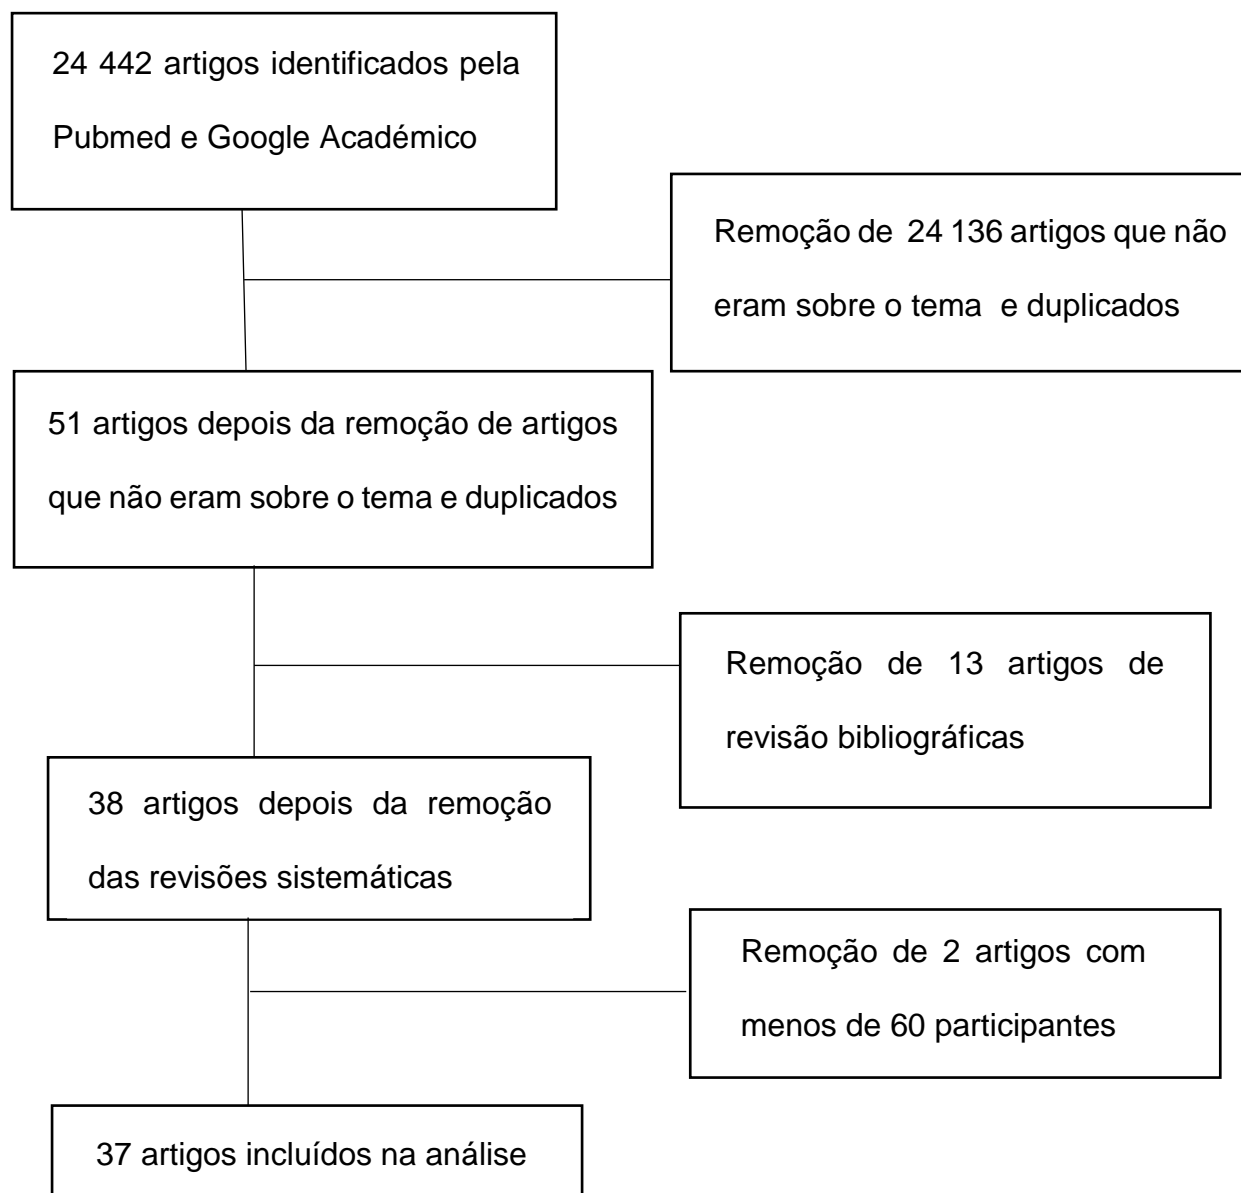 24 442 artigos identificados pela
Pubmed e Google Académico
Remoção de 24 136 artigos que não
eram sobre o tema e duplicados
51 artigos depois da remoção de artigos
que não eram sobre o tema e duplicados
Remoção de 13 artigos de
revisão bibliográficas
38 artigos depois da remoção
das revisões sistemáticas
Remoção de 2 artigos com
menos de 60 participantes
37 artigos incluídos na análise